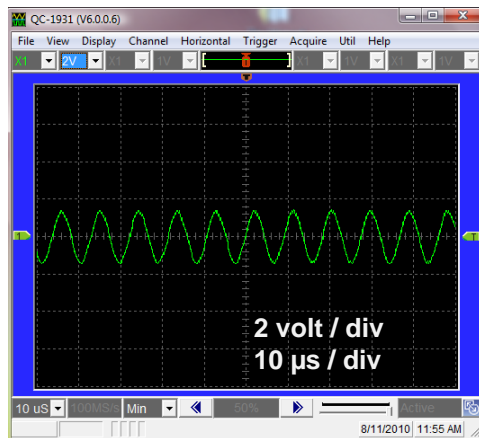 QC-1931 (V6.0.0.6)
File View Display Channel Horizontal Trigger Acquire Util Help
X1 2V X1 1V X1 1V X1 1V
1
T
2 volt / div
10 µs / div
10 uS 100MS/s Min 50% Active
8/11/2010 11:55 AM